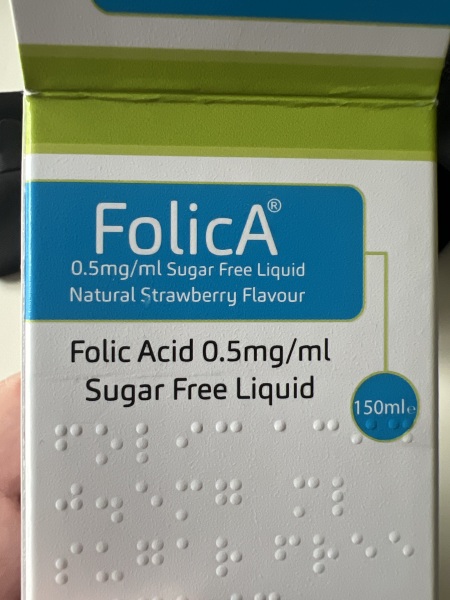 FolicA®
0.5mg/ml Sugar Free Liquid
Natural Strawberry Flavour
Folic Acid 0.5mg/ml
Sugar Free Liquid
150ml℮